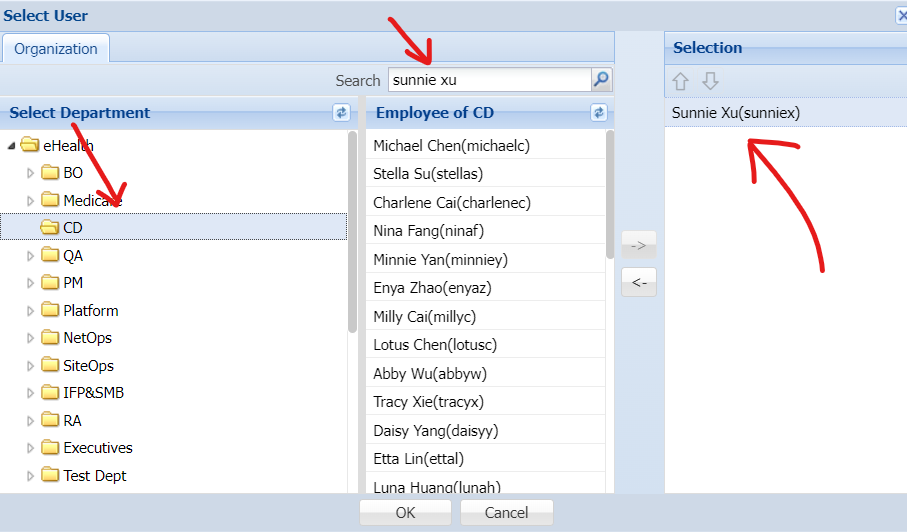 Select User
Organization
Search sunnie xu
Select Department
eHealth
BO
Medicare
CD
QA
PM
Platform
NetOps
SiteOps
IFP&SMB
RA
Executives
Test Dept
Employee of CD
Michael Chen(michaelc)
Stella Su(stellas)
Charlene Cai(charlenec)
Nina Fang(ninaf)
Minnie Yan(minniey)
Enya Zhao(enyaz)
Milly Cai(millyc)
Lotus Chen(lotusc)
Abby Wu(abbyw)
Tracy Xie(tracyx)
Daisy Yang(daisyy)
Etta Lin(ettal)
Luna Huang(lunah)
->
<-
Selection
Sunnie Xu(sunniex)
OK
Cancel